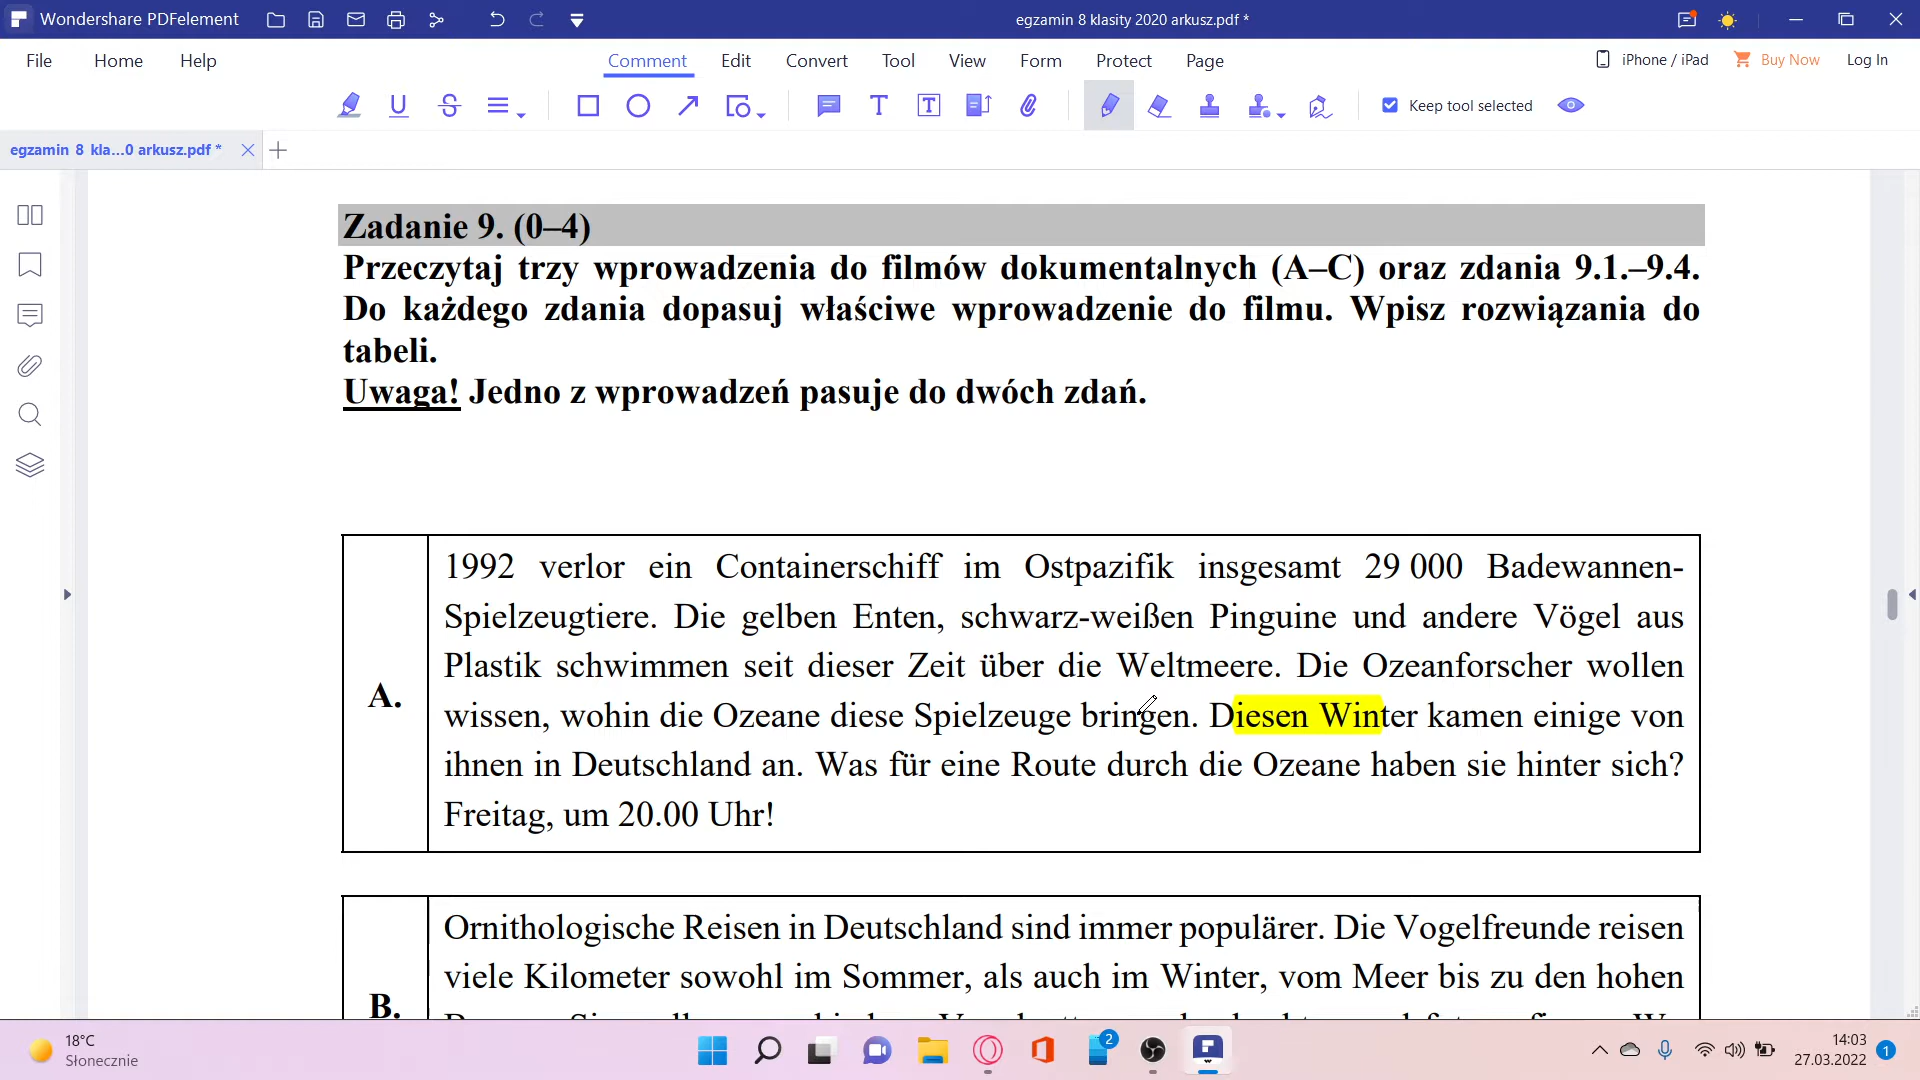 Wondershare PDFelement
egzamin 8 klasity 2020 arkusz.pdf *
File Home Help Comment Edit Convert Tool View Form Protect Page iPhone / iPad Buy Now Log In
Keep tool selected
egzamin 8 kla...0 arkusz.pdf *
Zadanie 9. (0–4)
Przeczytaj trzy wprowadzenia do filmów dokumentalnych (A–C) oraz zdania 9.1.–9.4.
Do każdego zdania dopasuj właściwe wprowadzenie do filmu. Wpisz rozwiązania do
tabeli.
Uwaga! Jedno z wprowadzeń pasuje do dwóch zdań.
A.
1992 verlor ein Containerschiff im Ostpazifik insgesamt 29 000 Badewannen-
Spielzeugtiere. Die gelben Enten, schwarz-weißen Pinguine und andere Vögel aus
Plastik schwimmen seit dieser Zeit über die Weltmeere. Die Ozeanforscher wollen
wissen, wohin die Ozeane diese Spielzeuge bringen. Diesen Winter kamen einige von
ihnen in Deutschland an. Was für eine Route durch die Ozeane haben sie hinter sich?
Freitag, um 20.00 Uhr!
B.
Ornithologische Reisen in Deutschland sind immer populärer. Die Vogelfreunde reisen
viele Kilometer sowohl im Sommer, als auch im Winter, vom Meer bis zu den hohen
18°C
Słonecznie
2
14:03
27.03.2022
1